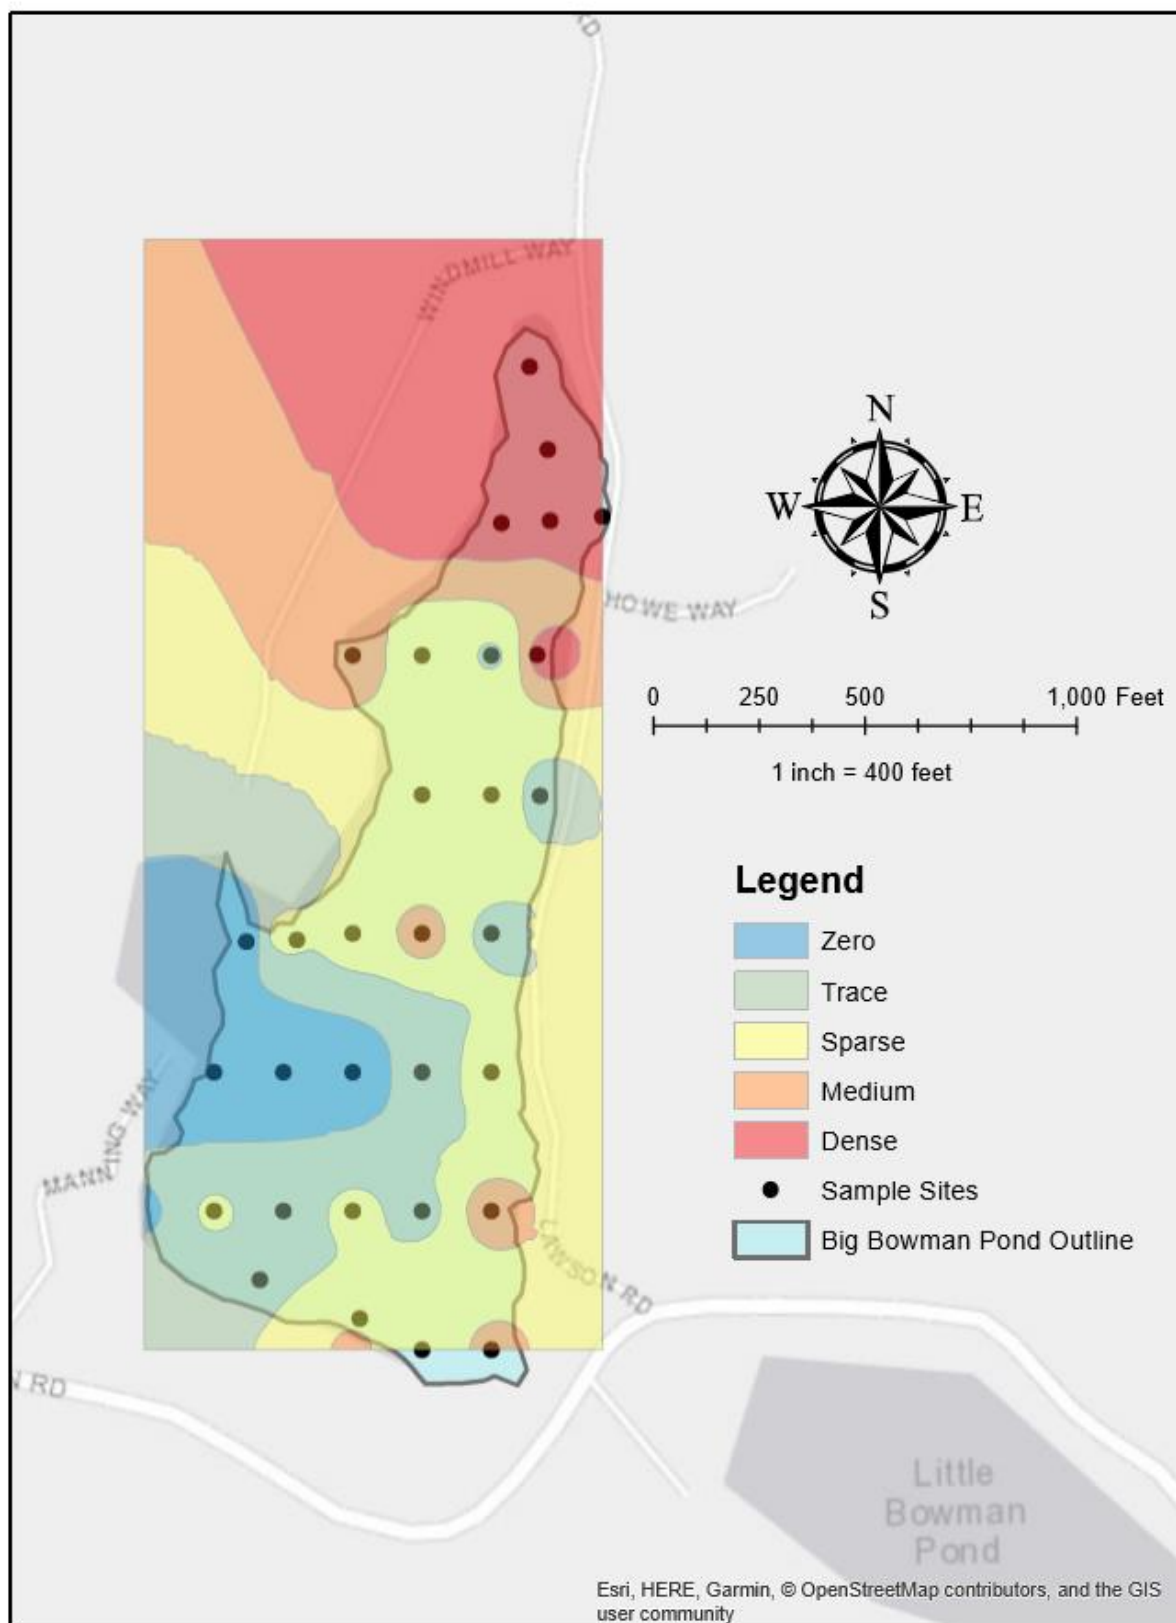 RD
WINDMILL WAY
N
W
E
S
HOWE WAY
0
250
500
1,000 Feet
1 inch = 400 feet
Legend
Zero
Trace
Sparse
Medium
Dense
Sample Sites
Big Bowman Pond Outline
MANNING WAY
LAWSON RD
N RD
Little
Bowman
Pond
Esri, HERE, Garmin, © OpenStreetMap contributors, and the GIS
user community